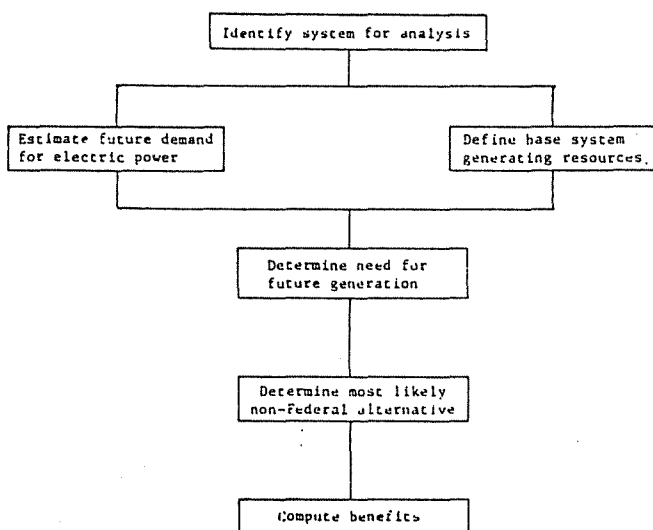 Identify system for analysis
Estimate future demand
for electric power
Define base system
generating resources.
Determine need for
future generation
Determine most likely
non-Federal alternative
Compute benefits